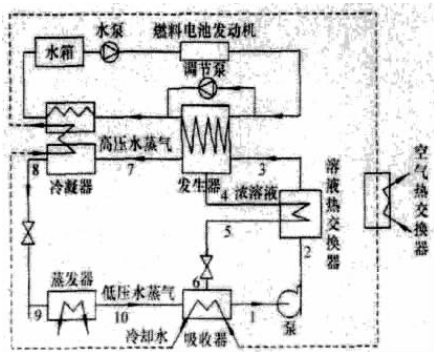 水泵
燃料电池发动机
水箱
调节泵
高压水蒸气
8
冷凝器
7
发生器
3
4
浓溶液
溶液热交换器
空气热交换器
5
2
蒸发器
低压水蒸气
6
9
10
1
冷却水
吸收器
泵